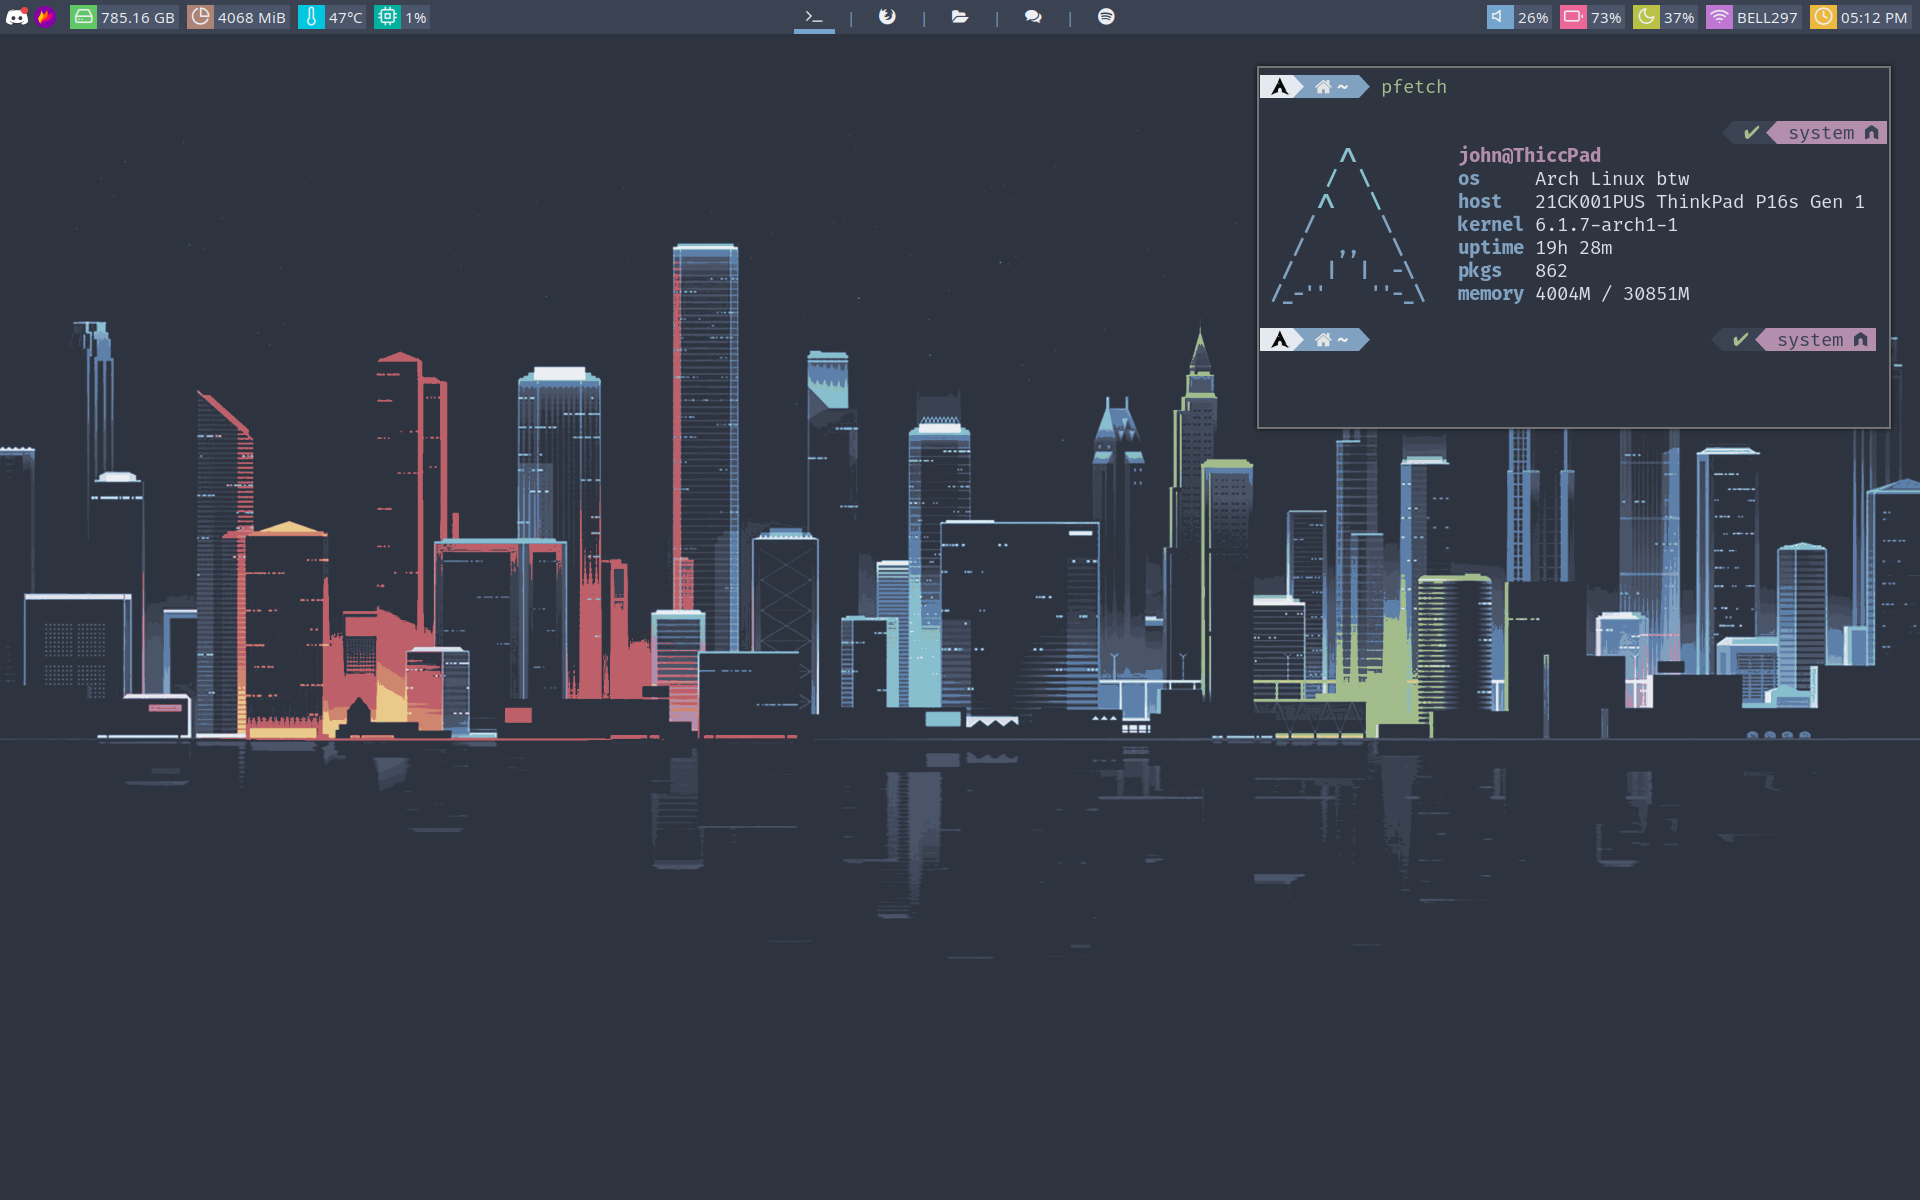 785.16 GB 4068 MiB 47°C 1% | | | | 26% 73% 37% BELL297 05:12 PM
~ pfetch
✔ system
john@ThiccPad
os Arch Linux btw
host 21CK001PUS ThinkPad P16s Gen 1
kernel 6.1.7-arch1-1
uptime 19h 28m
pkgs 862
memory 4004M / 30851M
~ ✔ system